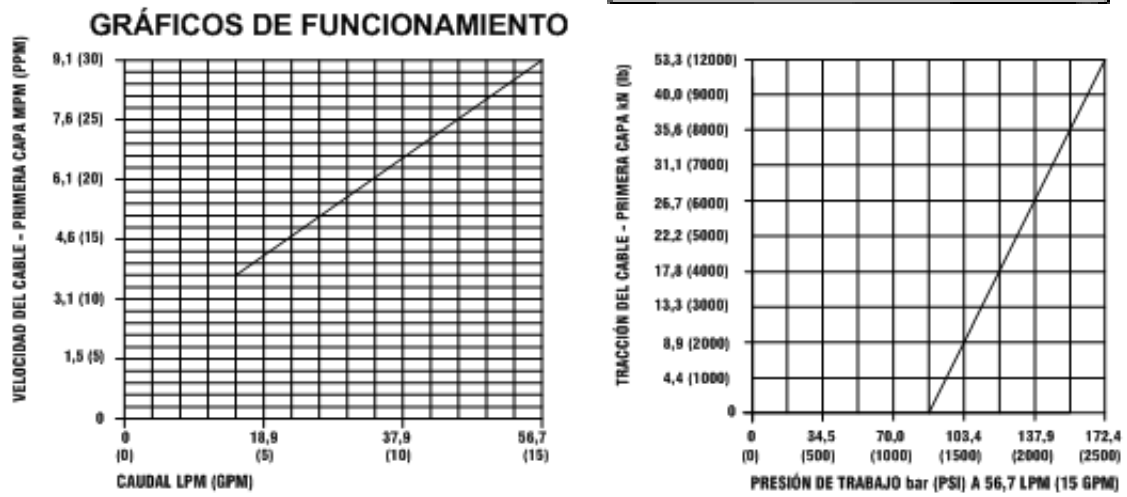 GRÁFICOS DE FUNCIONAMIENTO
VELOCIDAD DEL CABLE - PRIMERA CAPA MPM (PPM)
9,1 (30)
7,6 (25)
6,1 (20)
4,6 (15)
3,1 (10)
1,5 (5)
0
0 18,9 37,9 56,7
(0) (5) (10) (15)
CAUDAL LPM (GPM)
TRACCIÓN DEL CABLE - PRIMERA CAPA kN (lb)
53,3 (12000)
40,0 (9000)
35,6 (8000)
31,1 (7000)
26,7 (6000)
22,2 (5000)
17,8 (4000)
13,3 (3000)
8,9 (2000)
4,4 (1000)
0
0 34,5 70,0 103,4 137,9 172,4
(0) (500) (1000) (1500) (2000) (2500)
PRESIÓN DE TRABAJO bar (PSI) A 56,7 LPM (15 GPM)